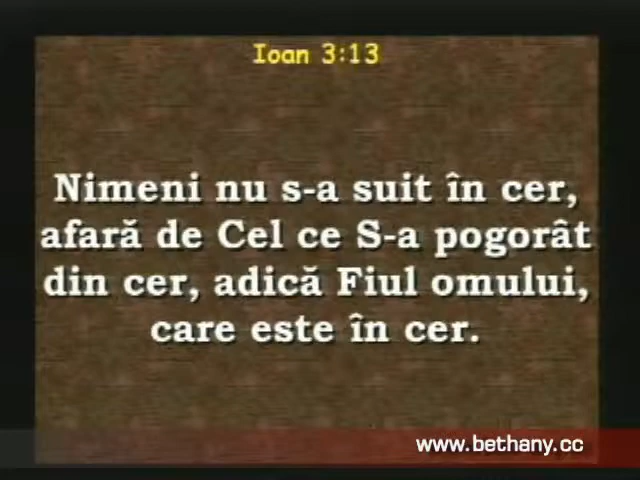 Ioan 3:13
Nimeni nu s-a suit în cer,
afară de Cel ce S-a pogorât
din cer, adică Fiul omului,
care este în cer.
www.bethany.cc